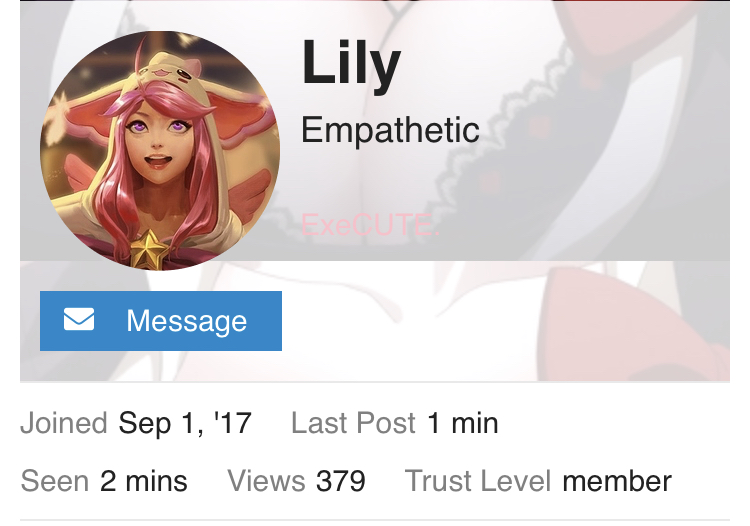 Lily
Empathetic
ExeCUTE.
Message
Joined Sep 1, '17 Last Post 1 min
Seen 2 mins Views 379 Trust Level member